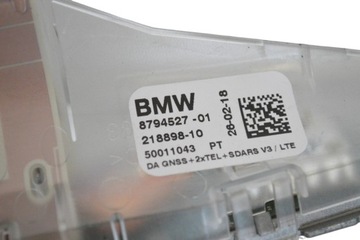 BMW
8794527-01
218898-10
50011043 PT
DA GNSS+2xTEL+SDARS V3 / LTE
26-02-18